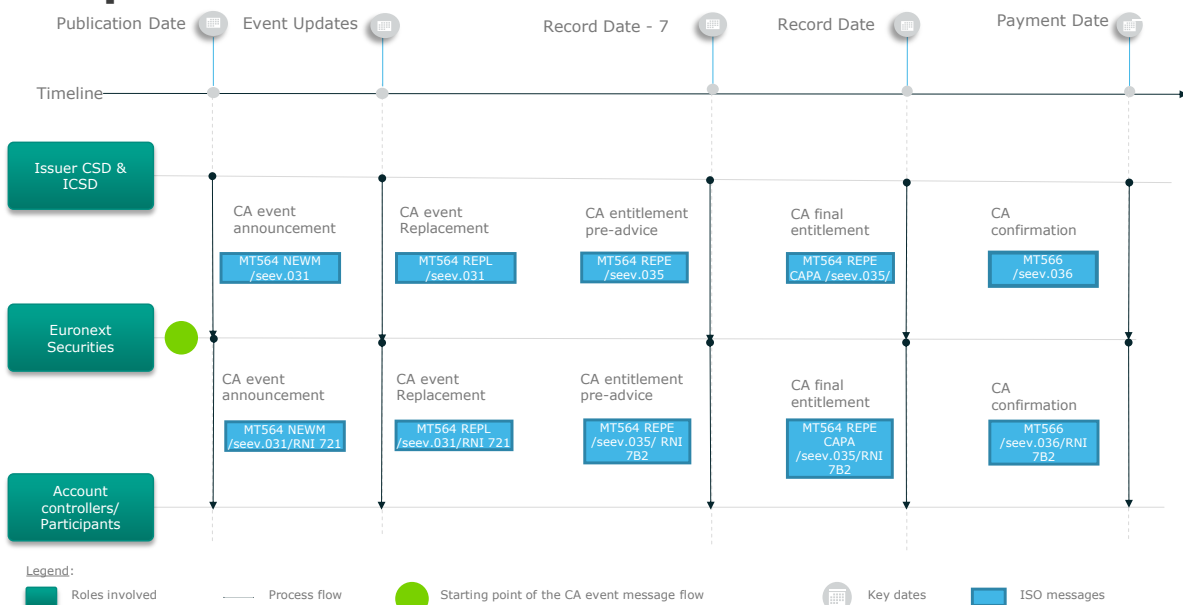 Publication Date
Event Updates
Record Date - 7
Record Date
Payment Date
Timeline
Issuer CSD &
ICSD
CA event
announcement
MT564 NEWM
/seev.031
CA event
Replacement
MT564 REPL
/seev.031
CA entitlement
pre-advice
MT564 REPE
/seev.035
CA final
entitlement
MT564 REPE
CAPA /seev.035/
CA
confirmation
MT566
/seev.036
Euronext
Securities
CA event
announcement
MT564 NEWM
/seev.031/RNI 721
CA event
Replacement
MT564 REPL
/seev.031/RNI 721
CA entitlement
pre-advice
MT564 REPE
/seev.035/ RNI
7B2
CA final
entitlement
MT564 REPE
CAPA
/seev.035/RNI
7B2
CA
confirmation
MT566
/seev.036/RNI
7B2
Account
controllers/
Participants
Legend:
Roles involved
Process flow
Starting point of the CA event message flow
Key dates
ISO messages